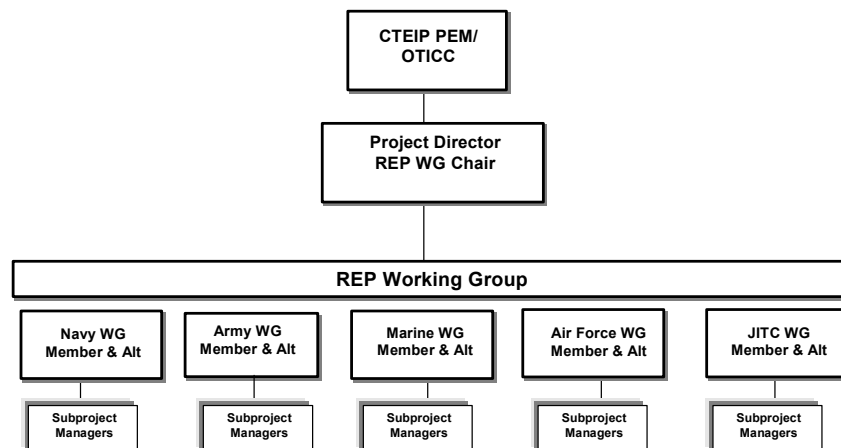 CTEIP PEM/
OTICC
Project Director
REP WG Chair
REP Working Group
Navy WG
Member & Alt
Army WG
Member & Alt
Marine WG
Member & Alt
Air Force WG
Member & Alt
JITC WG
Member & Alt
Subproject
Managers
Subproject
Managers
Subproject
Managers
Subproject
Managers
Subproject
Managers